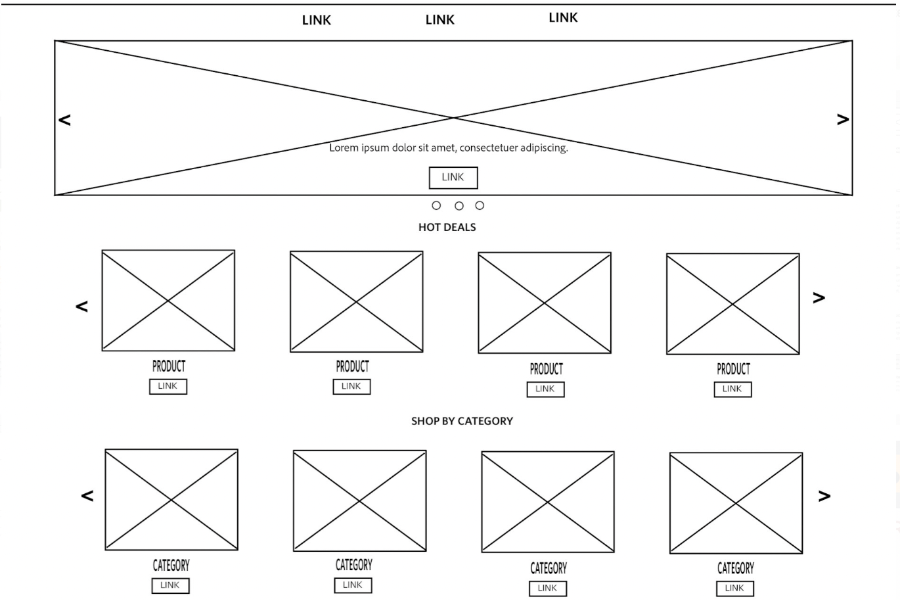 LINK LINK LINK
< >
Lorem ipsum dolor sit amet, consectetuer adipiscing.
LINK
HOT DEALS
< >
PRODUCT PRODUCT PRODUCT PRODUCT
LINK LINK LINK LINK
SHOP BY CATEGORY
< >
CATEGORY CATEGORY CATEGORY CATEGORY
LINK LINK LINK LINK